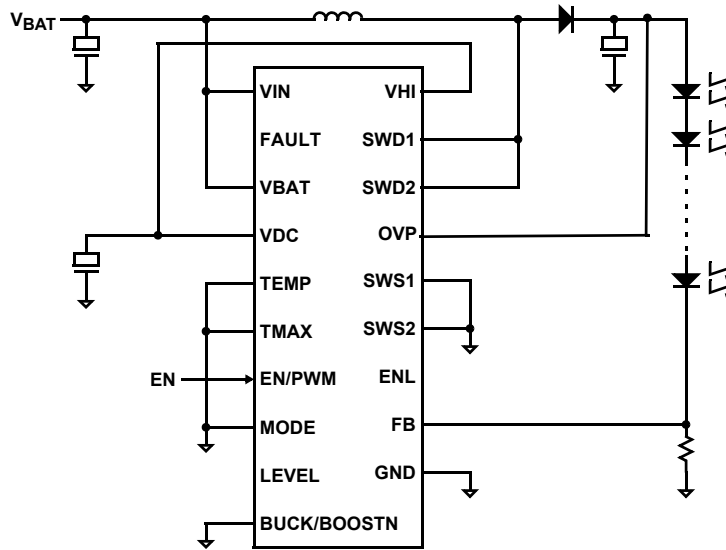 VBAT
VIN VHI
FAULT SWD1
VBAT SWD2
VDC OVP
TEMP SWS1
TMAX SWS2
EN EN/PWM ENL
MODE FB
LEVEL GND
BUCK/BOOSTN